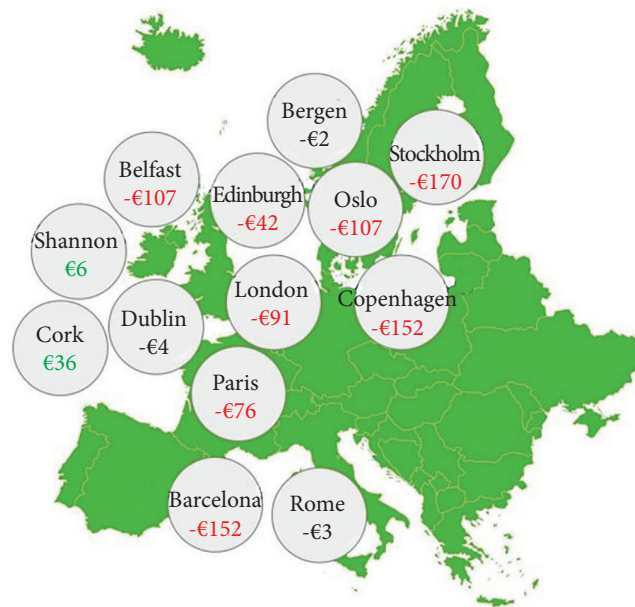 Bergen
-€2
Stockholm
-€170
Belfast
-€107
Edinburgh
-€42
Oslo
-€107
Shannon
€6
London
-€91
Copenhagen
-€152
Dublin
-€4
Cork
€36
Paris
-€76
Barcelona
-€152
Rome
-€3